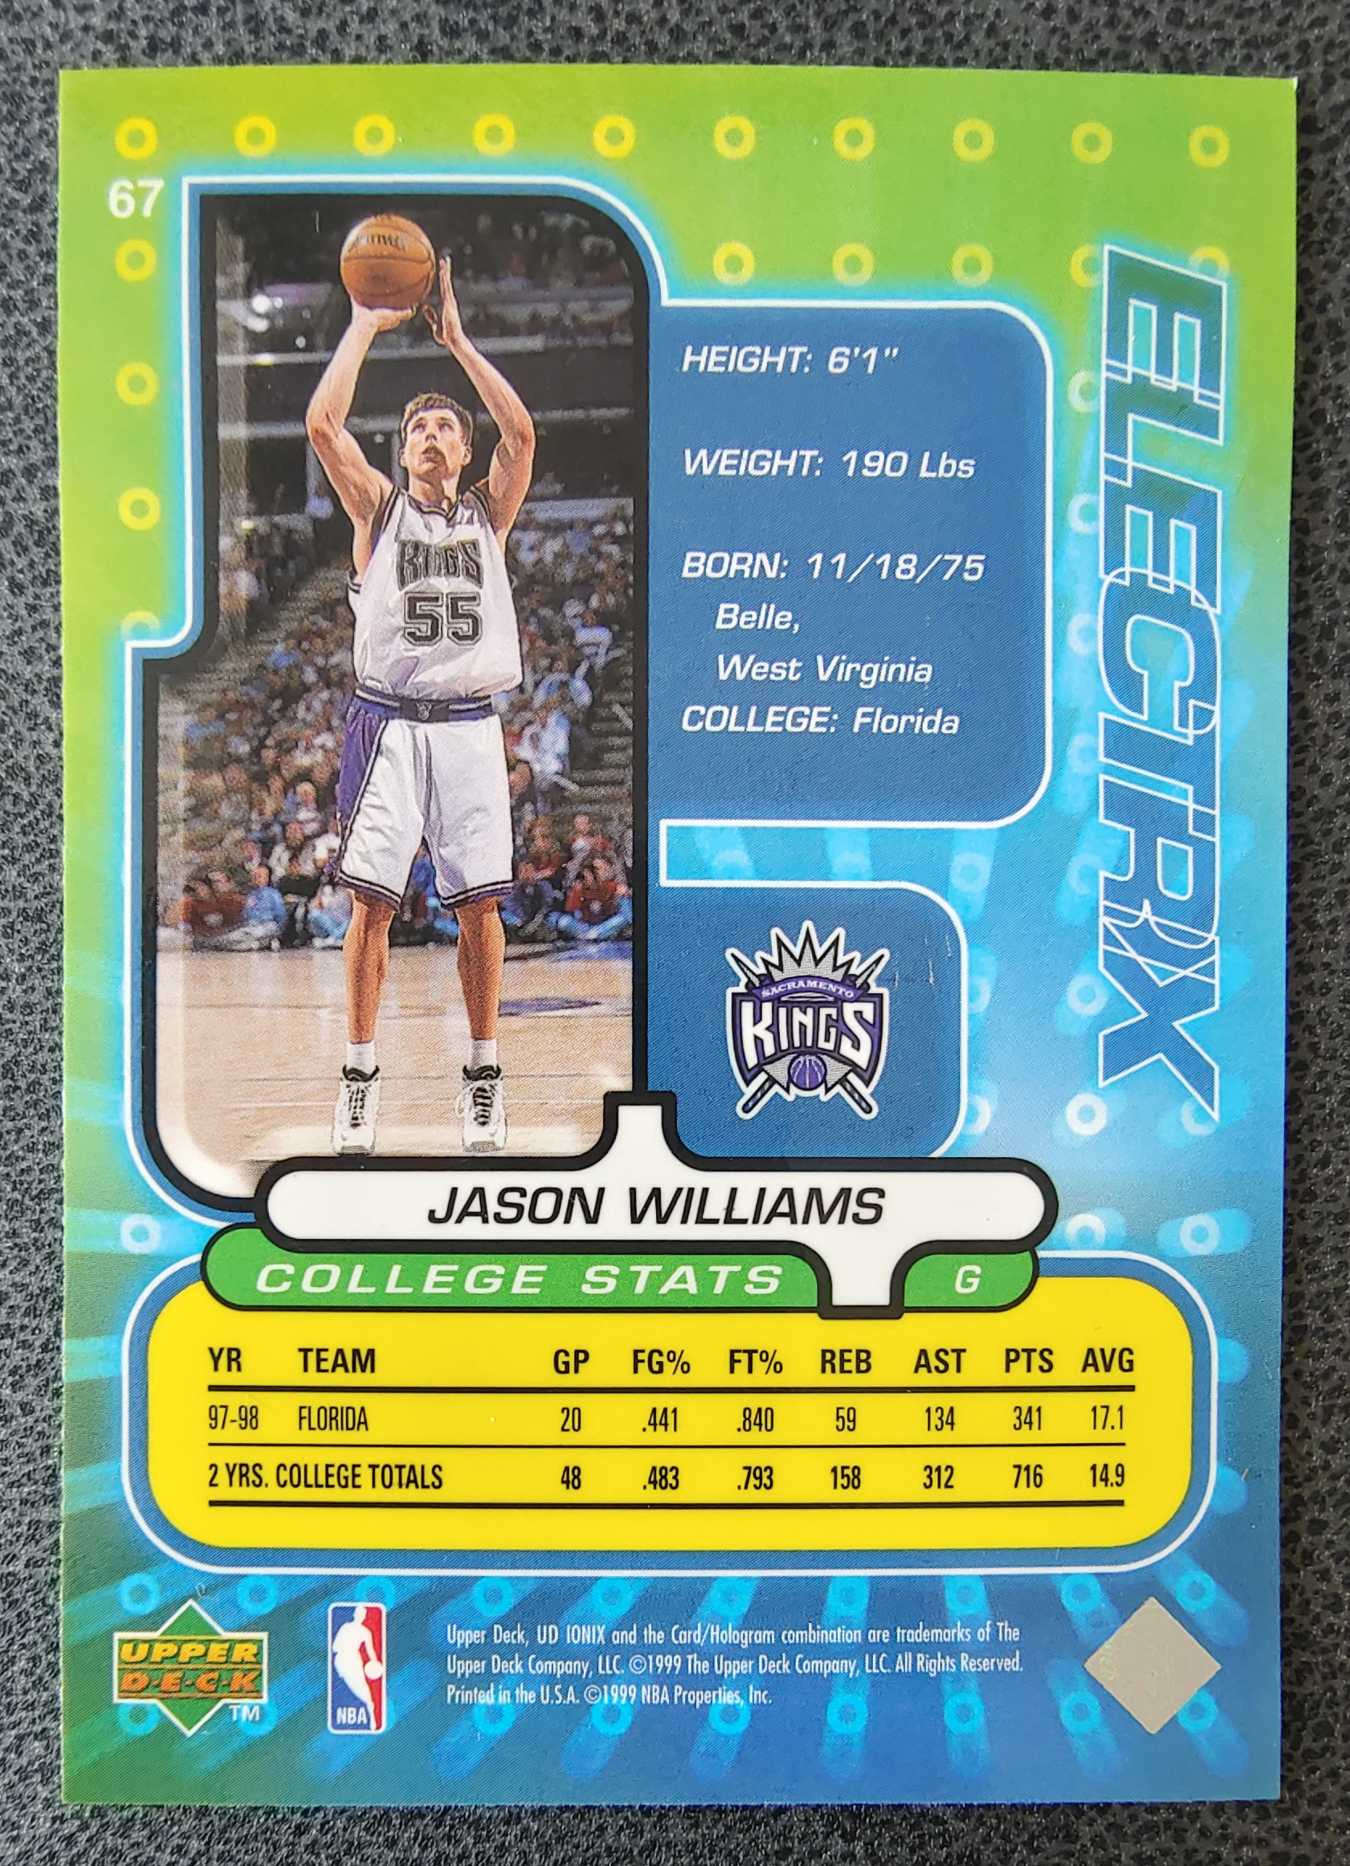 67
ELECTRX
HEIGHT: 6'1"
WEIGHT: 190 Lbs
BORN: 11/18/75
Belle,
West Virginia
COLLEGE: Florida
KINGS
55
SACRAMENTO
KINGS
JASON WILLIAMS
COLLEGE STATS G
YR TEAM GP FG% FT% REB AST PTS AVG
97-98 FLORIDA 20 .441 .840 59 134 341 17.1
2 YRS. COLLEGE TOTALS 48 .483 .793 158 312 716 14.9
UPPER
DECK
TM
NBA
Upper Deck, UD IONIX and the Card/Hologram combination are trademarks of The
Upper Deck Company, LLC. ©1999 The Upper Deck Company, LLC. All Rights Reserved.
Printed in the U.S.A. ©1999 NBA Properties, Inc.